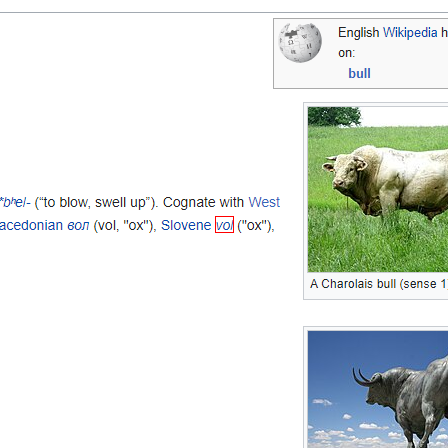 English Wikipedia h
on:
bull
*bʰel- (“to blow, swell up”). Cognate with West
acedonian вол (vol, "ox"), Slovene vol ("ox"),
A Charolais bull (sense 1